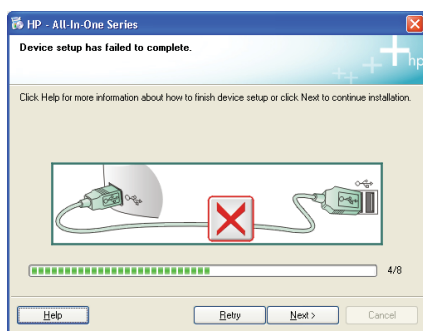 HP - All-In-One Series
Device setup has failed to complete.
hp
Click Help for more information about how to finish device setup or click Next to continue installation.
4/8
Help
Retry
Next >
Cancel